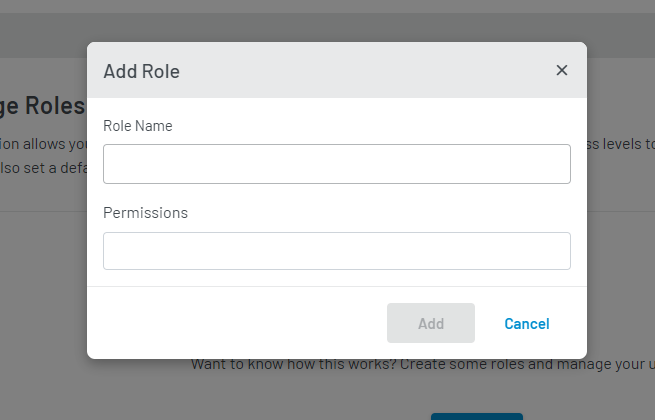 Add Role ×
ge Roles
Role Name
ion allows you
ss levels to
lso set a defa
Permissions
Add Cancel
Want to know how this works? Create some roles and manage your u